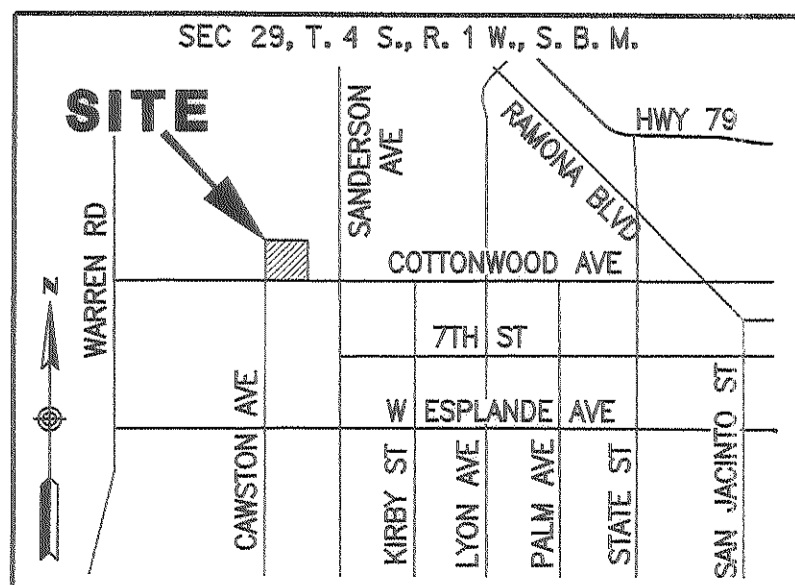 SEC 29, T. 4 S., R. 1 W., S. B. M.
SITE
WARREN RD
SANDERSON
AVE
RAMONA BLVD
HWY 79
COTTONWOOD AVE
N
7TH ST
W ESPLANDE AVE
CAWSTON AVE.
KIRBY ST
LYON AVE
PALM AVE
STATE ST
SAN JACINTO ST